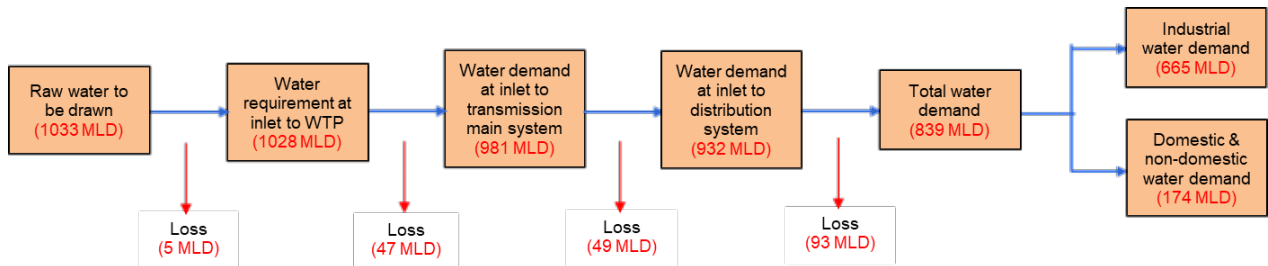 Raw water to
be drawn
(1033 MLD)
Water
requirement at
inlet to WTP
(1028 MLD)
Water demand
at inlet to
transmission
main system
(981 MLD)
Water demand
at inlet to
distribution
system
(932 MLD)
Total water
demand
(839 MLD)
Industrial
water demand
(665 MLD)
Domestic &
non-domestic
water demand
(174 MLD)
Loss
(5 MLD)
Loss
(47 MLD)
Loss
(49 MLD)
Loss
(93 MLD)